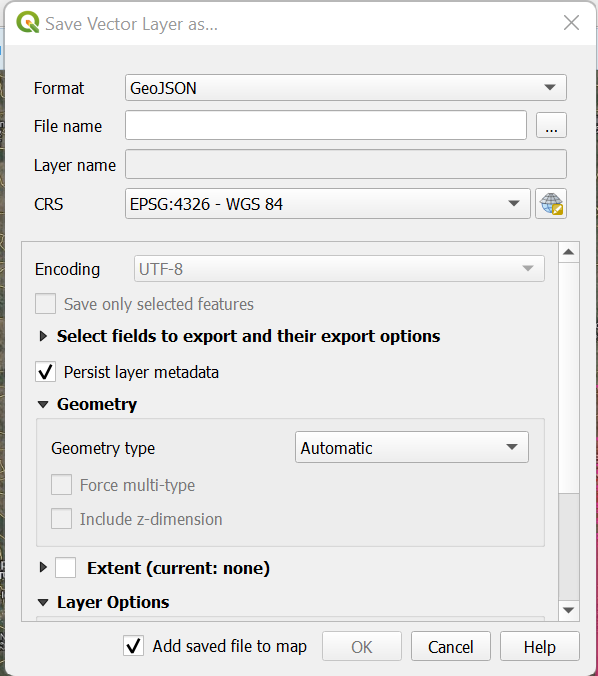 Save Vector Layer as...
Format GeoJSON
File name ...
Layer name
CRS EPSG:4326 - WGS 84
Encoding UTF-8
Save only selected features
Select fields to export and their export options
Persist layer metadata
Geometry
Geometry type Automatic
Force multi-type
Include z-dimension
Extent (current: none)
Layer Options
Add saved file to map OK Cancel Help